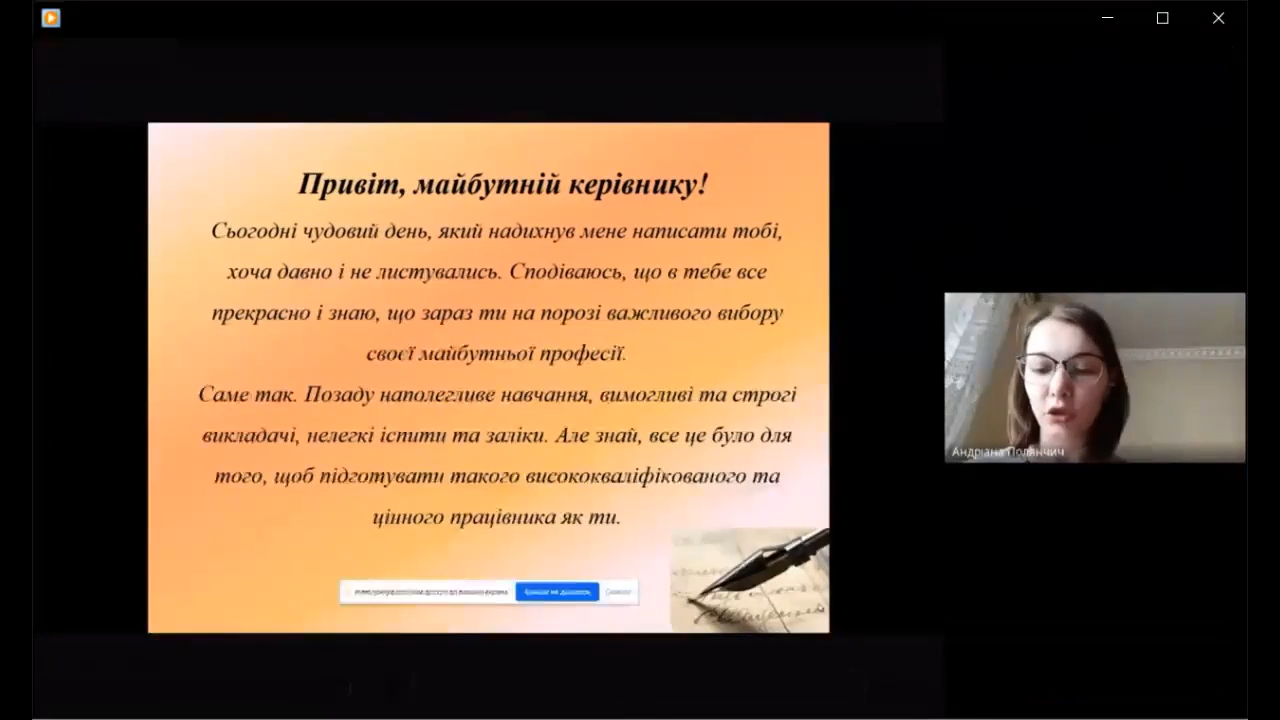 Привіт, майбутній керівнику!
Сьогодні чудовий день, який надихнув мене написати тобі,
хоча давно і не листувались. Сподіваюсь, що в тебе все
прекрасно і знаю, що зараз ти на порозі важливого вибору
своєї майбутньої професії.
Саме так. Позаду наполегливе навчання, вимогливі та строгі
викладачі, нелегкі іспити та заліки. Але знай, все це було для
того, щоб підготувати такого висококваліфікованого та
цінного працівника як ти.
Андріана Полянчич